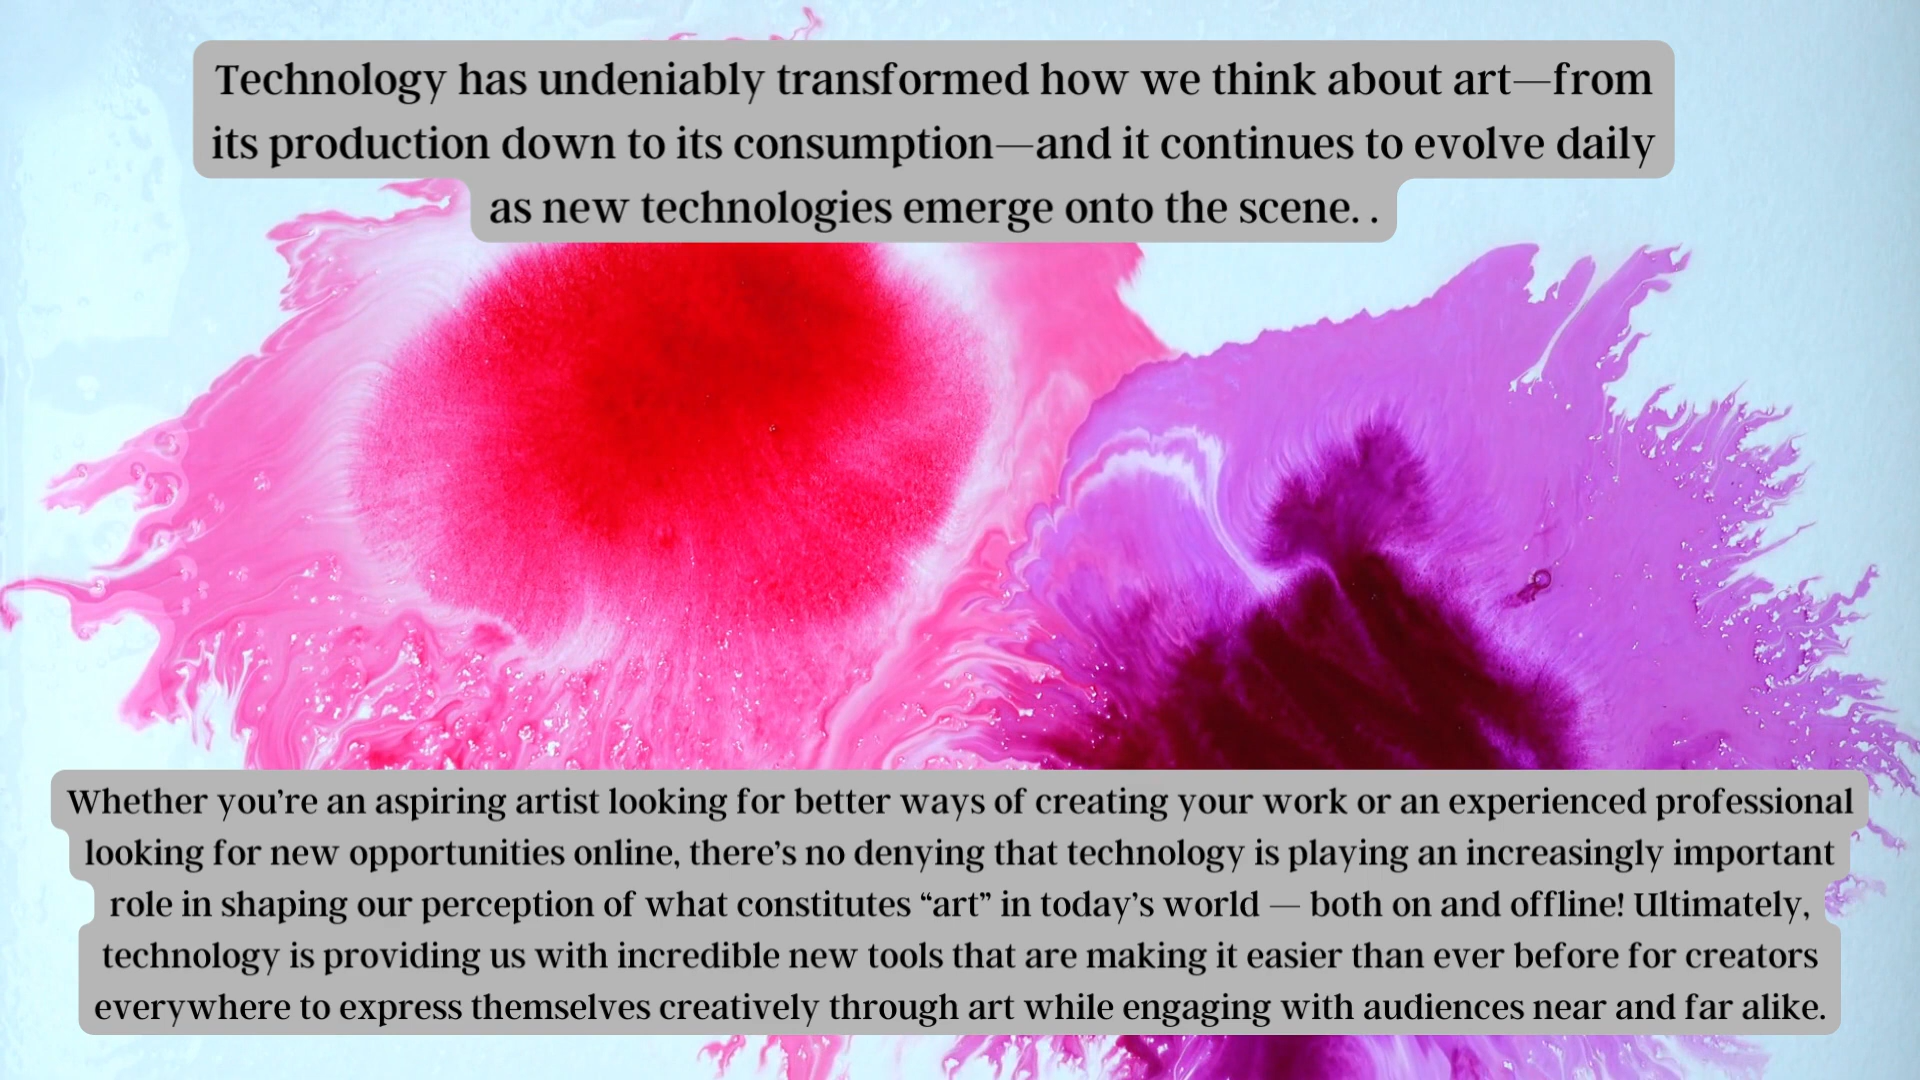 Technology has undeniably transformed how we think about art—from
its production down to its consumption—and it continues to evolve daily
as new technologies emerge onto the scene. .
Whether you’re an aspiring artist looking for better ways of creating your work or an experienced professional
looking for new opportunities online, there’s no denying that technology is playing an increasingly important
role in shaping our perception of what constitutes “art” in today’s world — both on and offline! Ultimately,
technology is providing us with incredible new tools that are making it easier than ever before for creators
everywhere to express themselves creatively through art while engaging with audiences near and far alike.